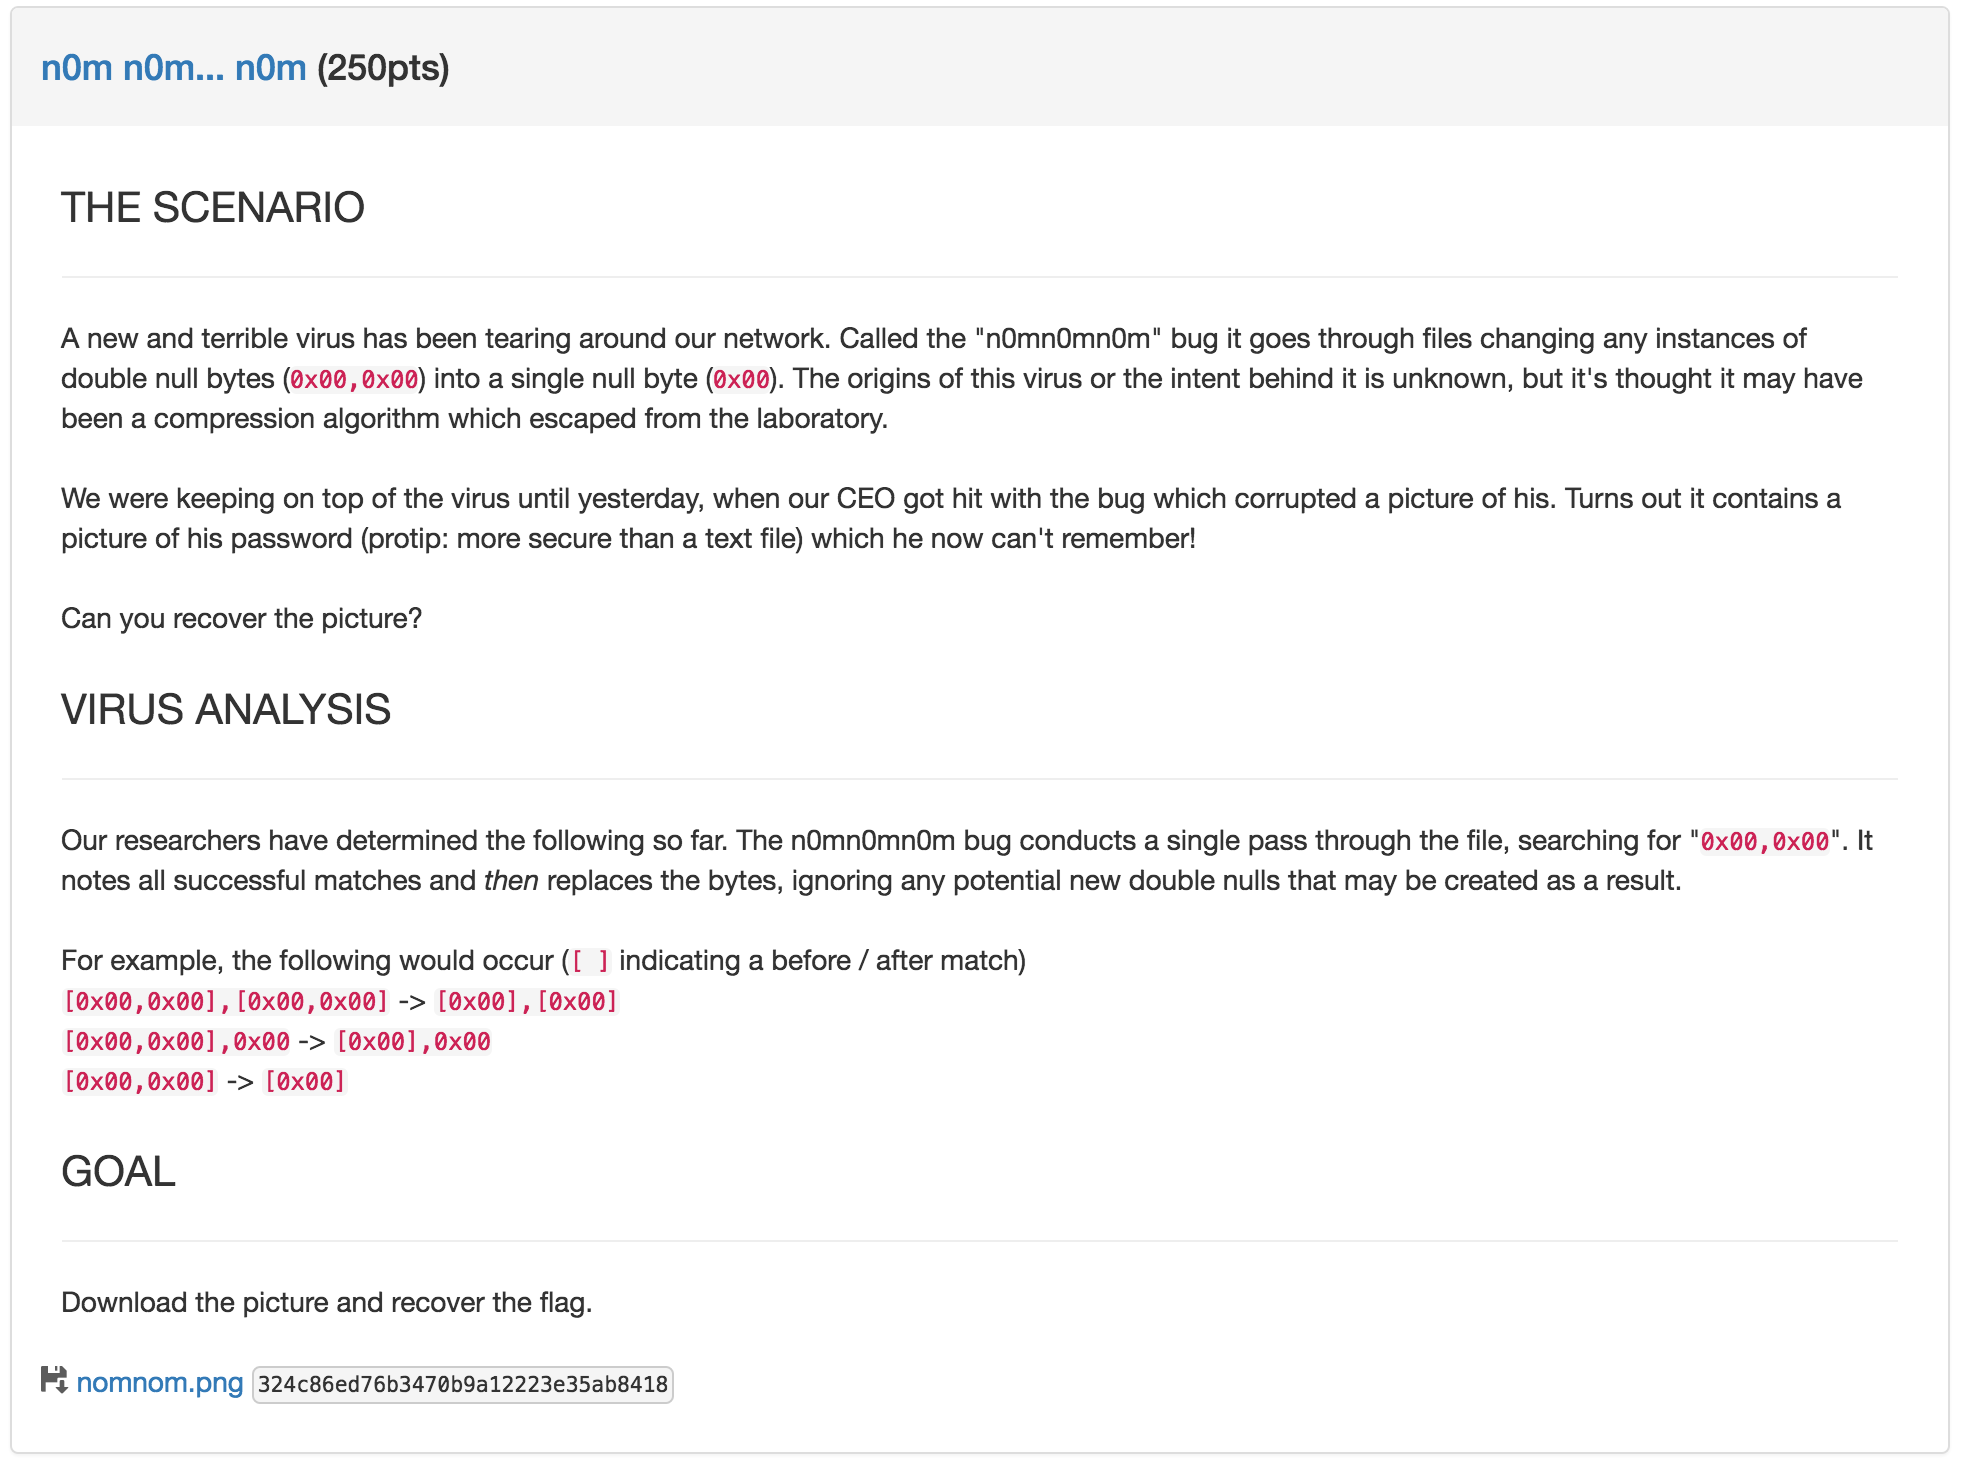 n0m n0m... n0m (250pts)
THE SCENARIO
A new and terrible virus has been tearing around our network. Called the "n0mn0mn0m" bug it goes through files changing any instances of
double null bytes (0x00,0x00) into a single null byte (0x00). The origins of this virus or the intent behind it is unknown, but it's thought it may have
been a compression algorithm which escaped from the laboratory.
We were keeping on top of the virus until yesterday, when our CEO got hit with the bug which corrupted a picture of his. Turns out it contains a
picture of his password (protip: more secure than a text file) which he now can't remember!
Can you recover the picture?
VIRUS ANALYSIS
Our researchers have determined the following so far. The n0mn0mn0m bug conducts a single pass through the file, searching for "0x00,0x00". It
notes all successful matches and then replaces the bytes, ignoring any potential new double nulls that may be created as a result.
For example, the following would occur ([ ] indicating a before / after match)
[0x00,0x00],[0x00,0x00] -> [0x00],[0x00]
[0x00,0x00],0x00 -> [0x00],0x00
[0x00,0x00] -> [0x00]
GOAL
Download the picture and recover the flag.
nomnom.png 324c86ed76b3470b9a12223e35ab8418